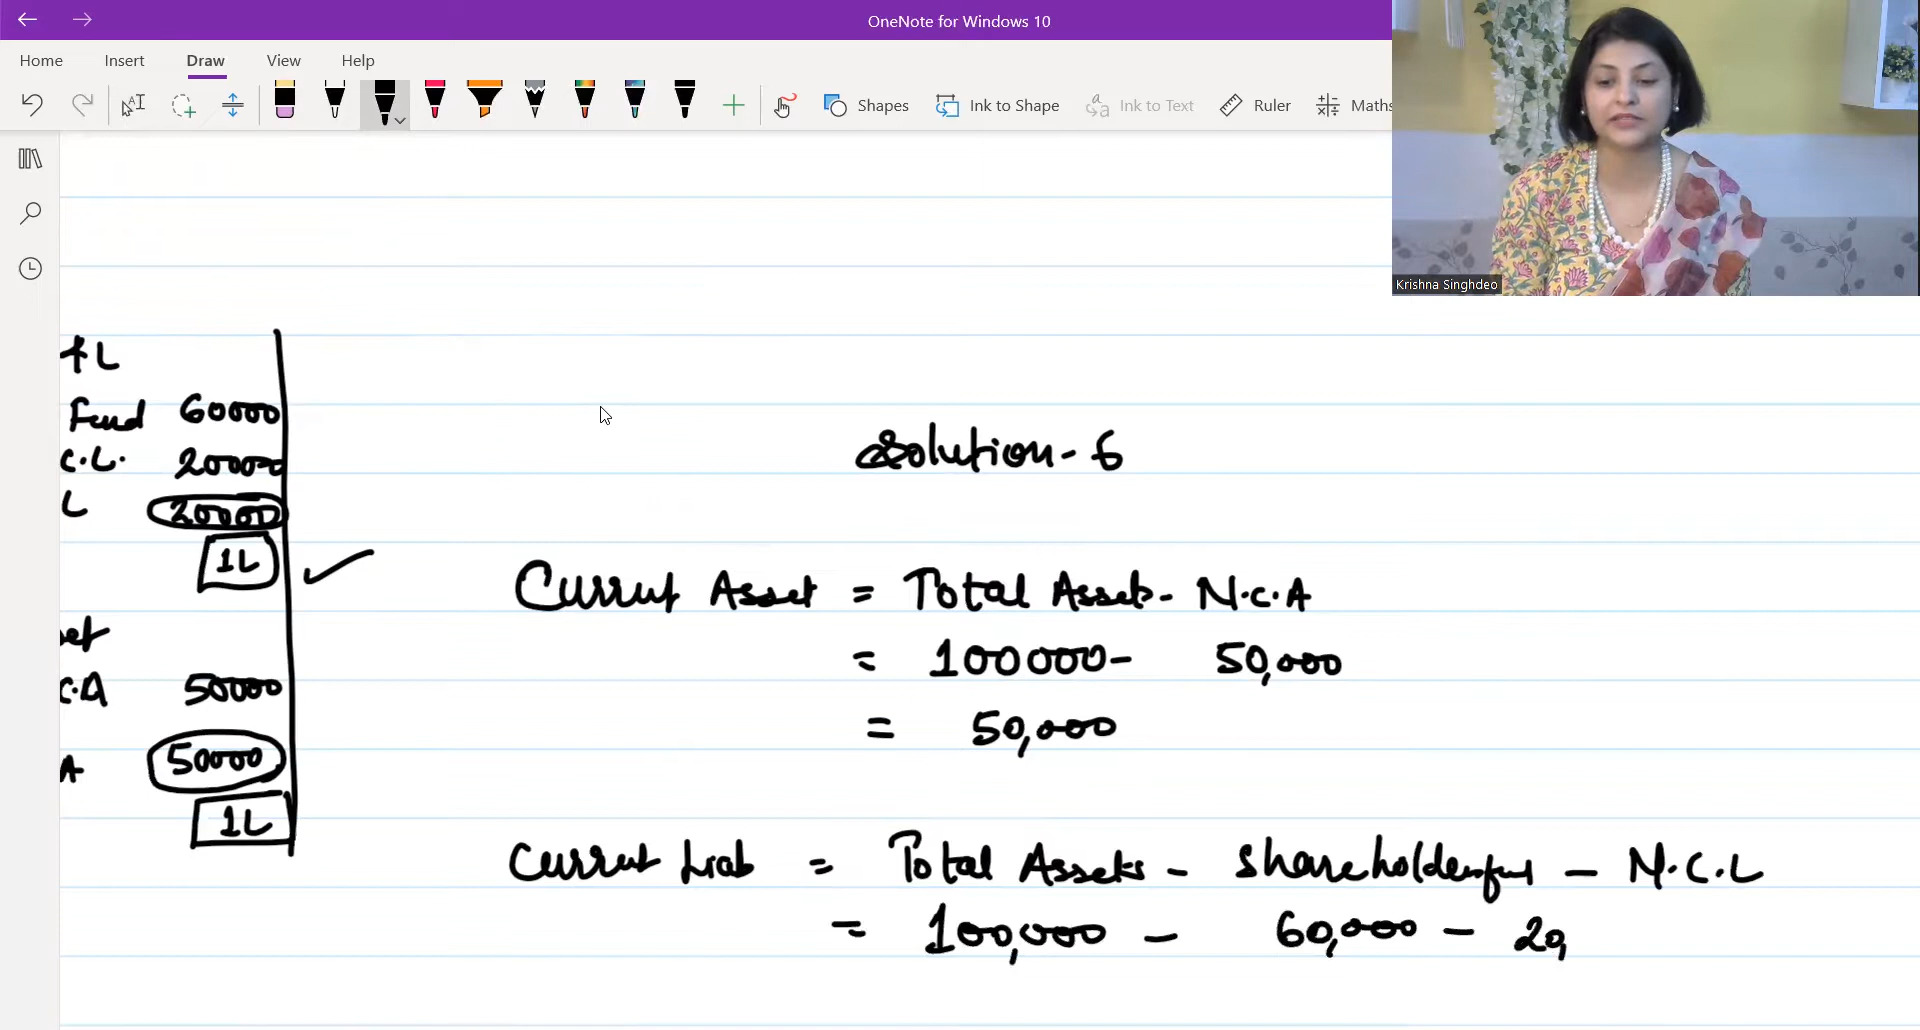 OneNote for Windows 10
Home Insert Draw View Help
Shapes Ink to Shape Ink to Text Ruler Maths
Krishna Singhdeo
+L
Fund 60000
C.L. 20000
L 20000
1L
set
C.A 50000
A 50000
1L
Solution - 6
Current Asset = Total Assets - N.C.A
= 100000 - 50,000
= 50,000
Current Liab = Total Assets - Shareholdersfund - N.C.L
= 100,000 - 60,000 - 20,